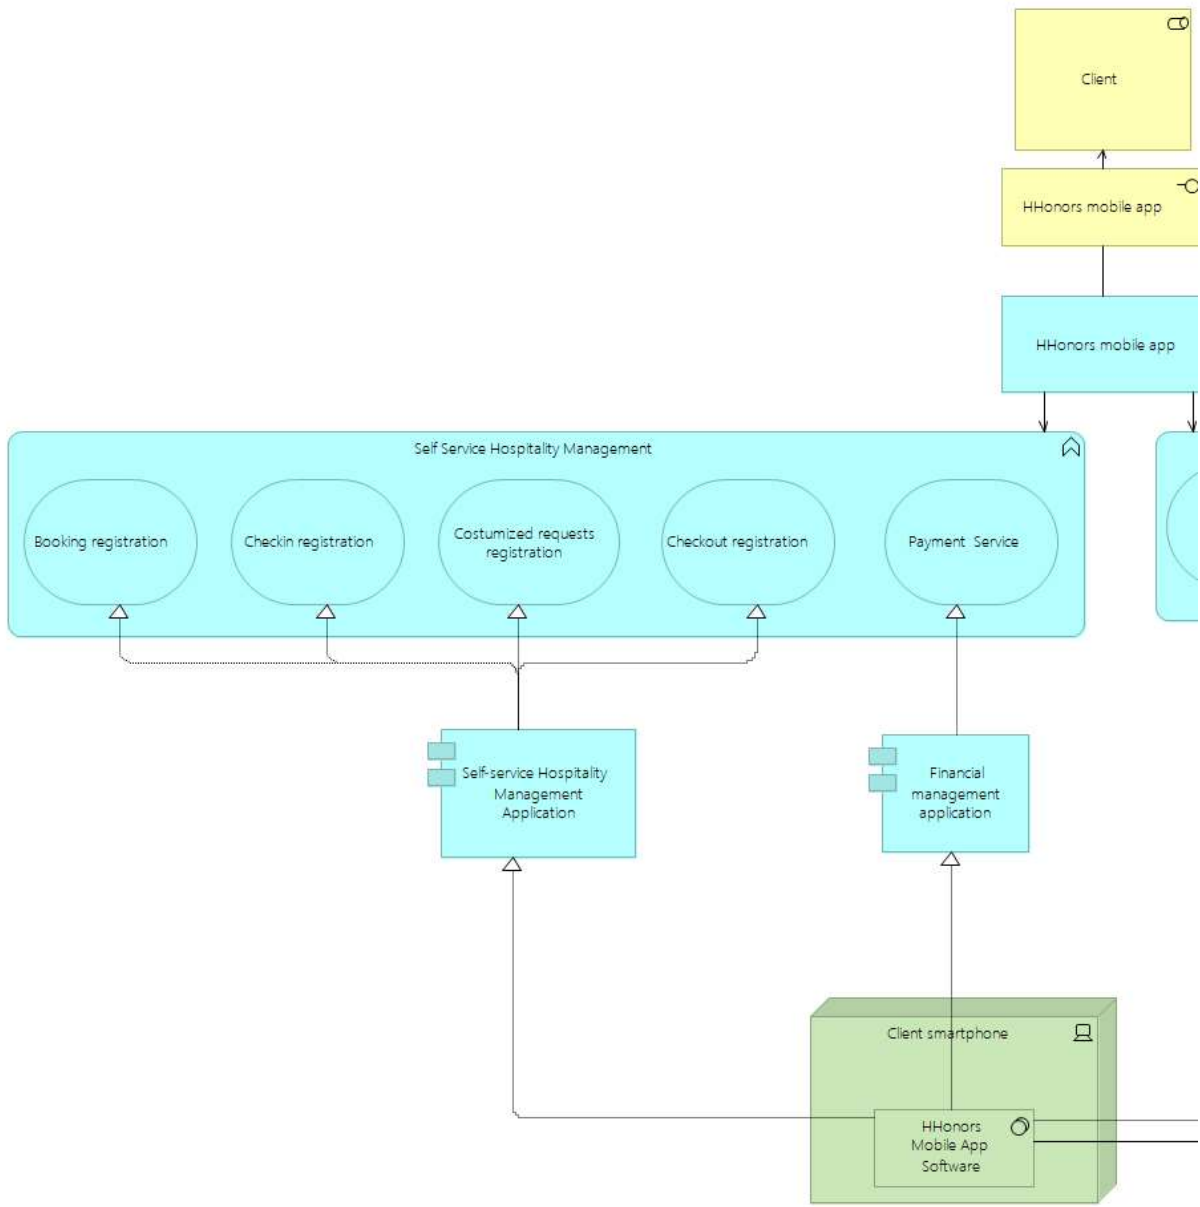 Client
HHonors mobile app
HHonors mobile app
Self Service Hospitality Management
Booking registration
Checkin registration
Costumized requests
registration
Checkout registration
Payment Service
Self-service Hospitality
Management
Application
Financial
management
application
Client smartphone
HHonors
Mobile App
Software